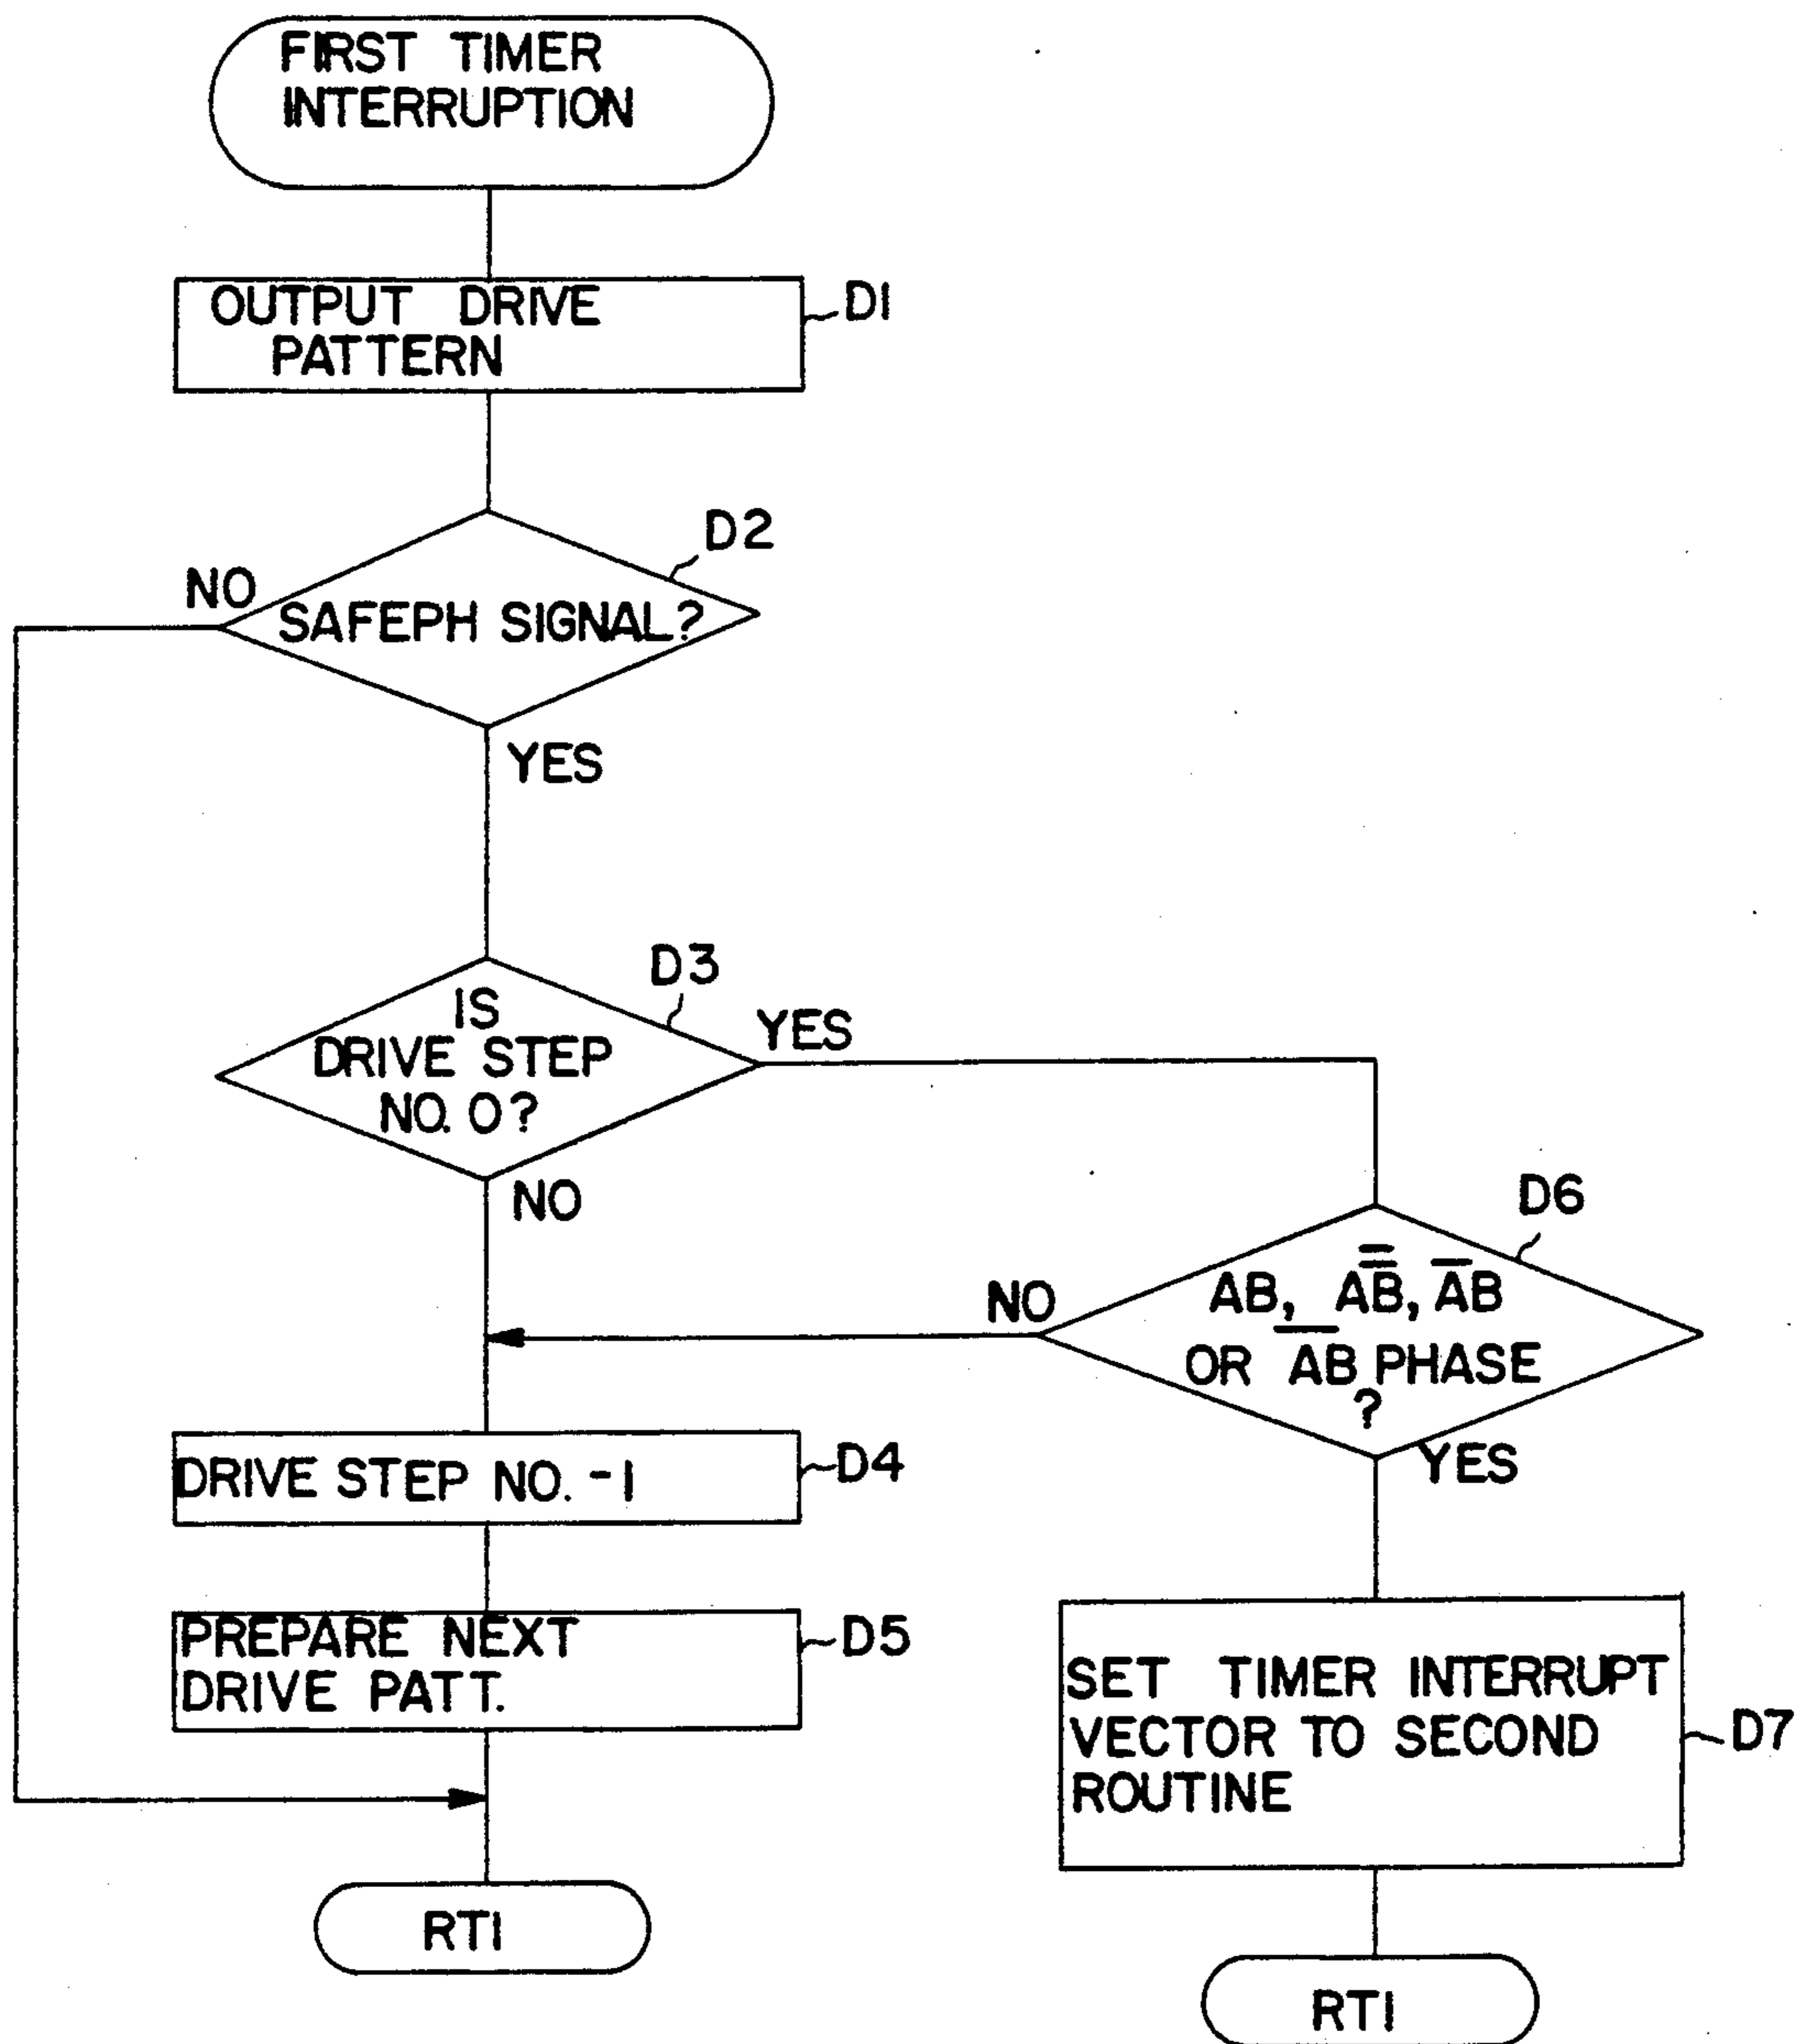 FIRST TIMER
INTERRUPTION
OUTPUT DRIVE
PATTERN
D1
D2
NO
SAFEPH SIGNAL?
YES
D3
IS
DRIVE STEP
NO. 0?
YES
NO
D6
AB, AB̿, A̅B
OR A̅B̅ PHASE
?
NO
YES
DRIVE STEP NO. -1
D4
PREPARE NEXT
DRIVE PATT.
D5
SET TIMER INTERRUPT
VECTOR TO SECOND
ROUTINE
D7
RTI
RTI